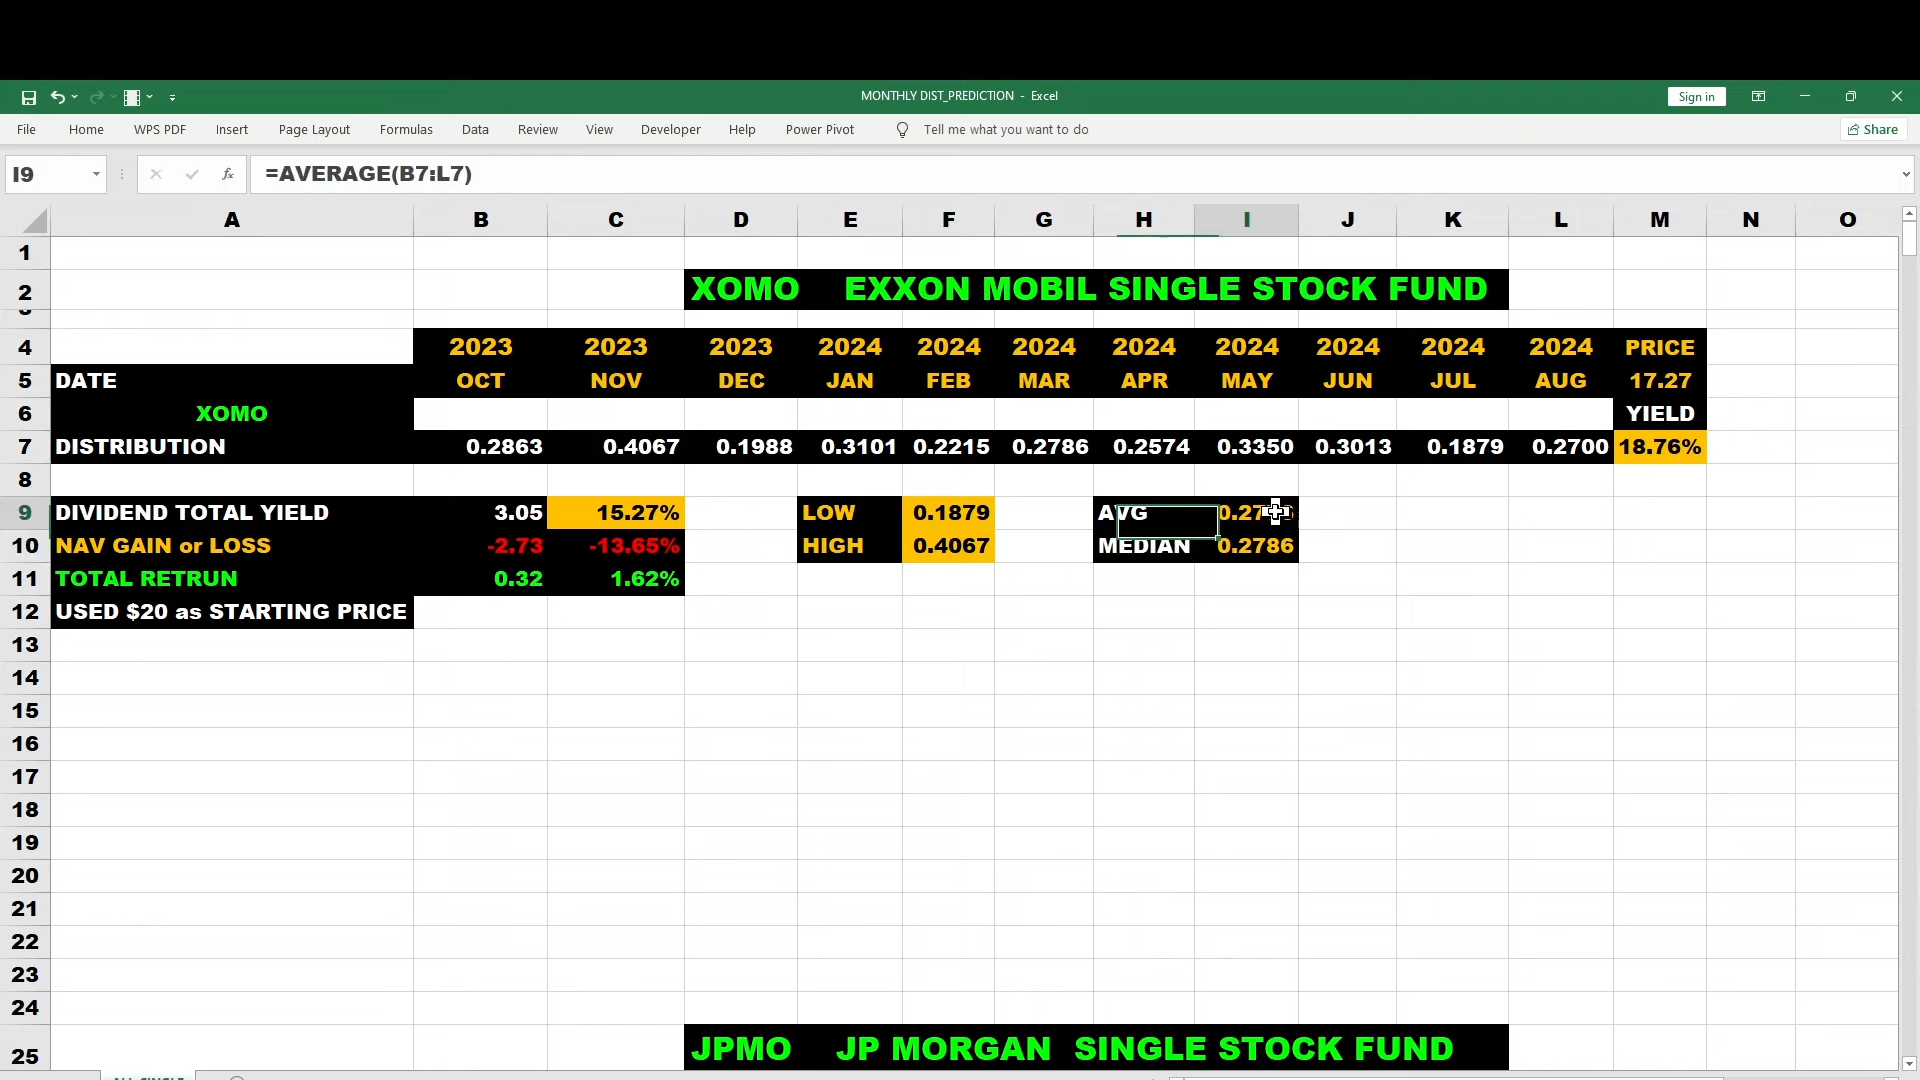 MONTHLY DIST_PREDICTION - Excel
Sign in
File Home WPS PDF Insert Page Layout Formulas Data Review View Developer Help Power Pivot Tell me what you want to do Share
I9 fx =AVERAGE(B7:L7)
A B C D E F G H I J K L M N O
1
2 XOMO EXXON MOBIL SINGLE STOCK FUND
4 2023 2023 2023 2024 2024 2024 2024 2024 2024 2024 2024 PRICE
5 DATE OCT NOV DEC JAN FEB MAR APR MAY JUN JUL AUG 17.27
6 XOMO YIELD
7 DISTRIBUTION 0.2863 0.4067 0.1988 0.3101 0.2215 0.2786 0.2574 0.3350 0.3013 0.1879 0.2700 18.76%
8
9 DIVIDEND TOTAL YIELD 3.05 15.27% LOW 0.1879 AVG
10 NAV GAIN or LOSS -2.73 -13.65% HIGH 0.4067 MEDIAN 0.2786
11 TOTAL RETRUN 0.32 1.62%
12 USED $20 as STARTING PRICE
13
14
15
16
17
18
19
20
21
22
23
24
25 JPMO JP MORGAN SINGLE STOCK FUND